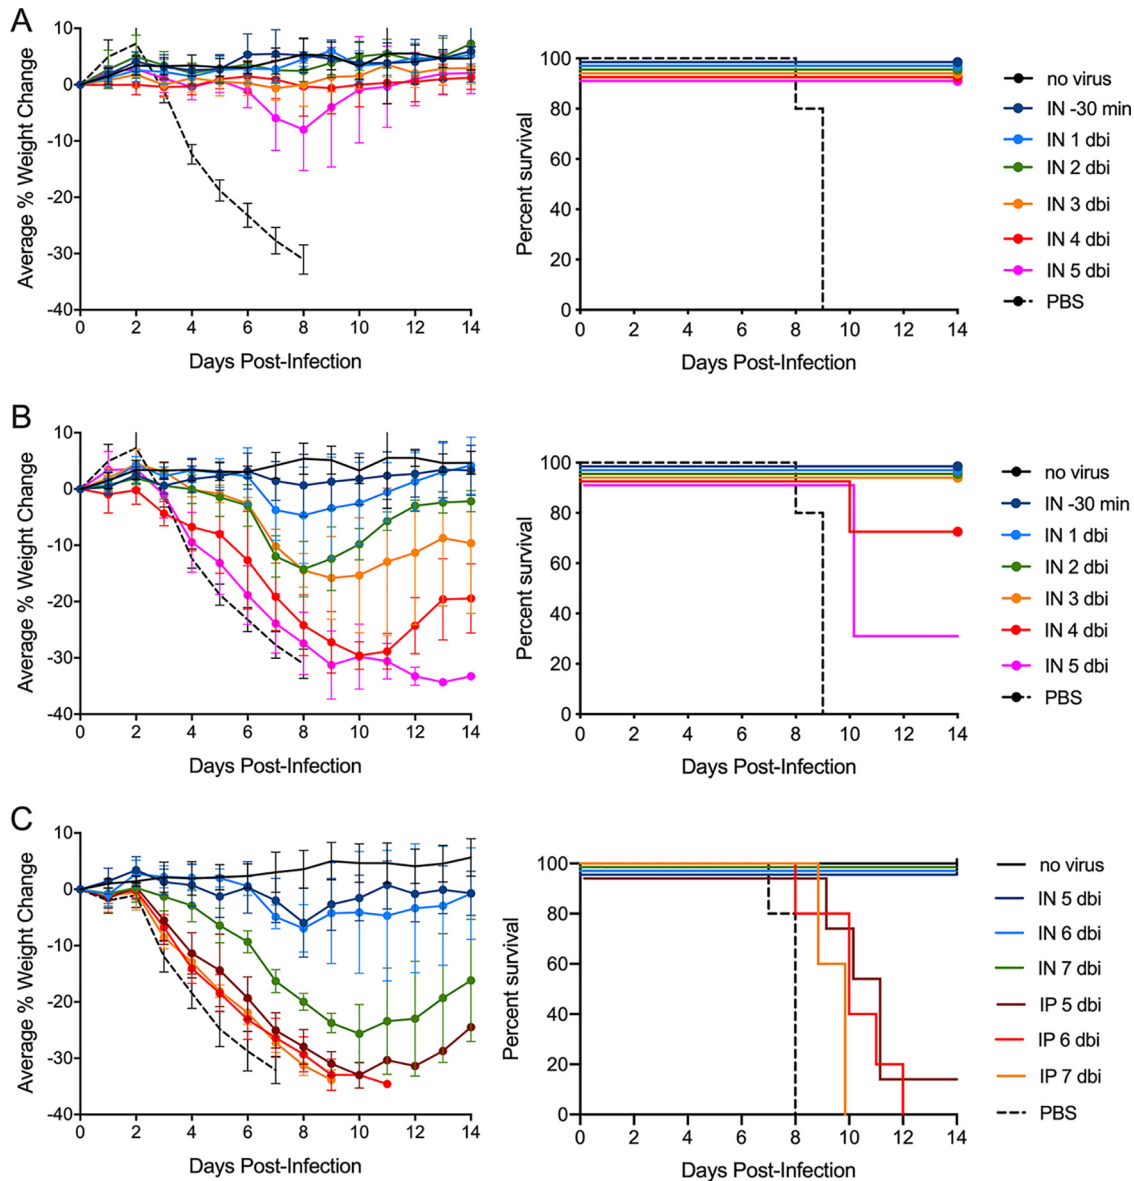 A
10
0
-10
-20
-30
-40
Average % Weight Change
0 2 4 6 8 10 12 14
Days Post-Infection
100
80
60
40
20
0
Percent survival
0 2 4 6 8 10 12 14
Days Post-Infection
no virus
IN -30 min
IN 1 dbi
IN 2 dbi
IN 3 dbi
IN 4 dbi
IN 5 dbi
PBS
B
10
0
-10
-20
-30
-40
Average % Weight Change
0 2 4 6 8 10 12 14
Days Post-Infection
100
80
60
40
20
0
Percent survival
0 2 4 6 8 10 12 14
Days Post-Infection
no virus
IN -30 min
IN 1 dbi
IN 2 dbi
IN 3 dbi
IN 4 dbi
IN 5 dbi
PBS
C
10
0
-10
-20
-30
-40
Average % Weight Change
0 2 4 6 8 10 12 14
Days Post-Infection
100
80
60
40
20
0
Percent survival
0 2 4 6 8 10 12 14
Days Post-Infection
no virus
IN 5 dbi
IN 6 dbi
IN 7 dbi
IP 5 dbi
IP 6 dbi
IP 7 dbi
PBS